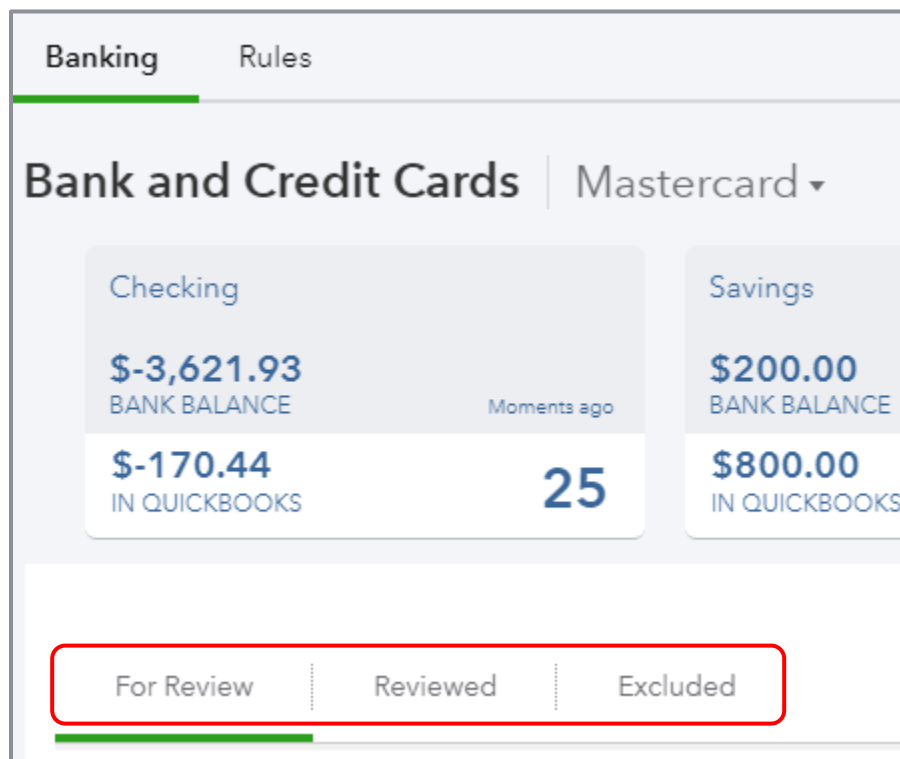 Banking Rules
Bank and Credit Cards Mastercard
Checking Savings
$-3,621.93 $200.00
BANK BALANCE Moments ago BANK BALANCE
$-170.44 25 $800.00
IN QUICKBOOKS IN QUICKBOOKS
For Review Reviewed Excluded